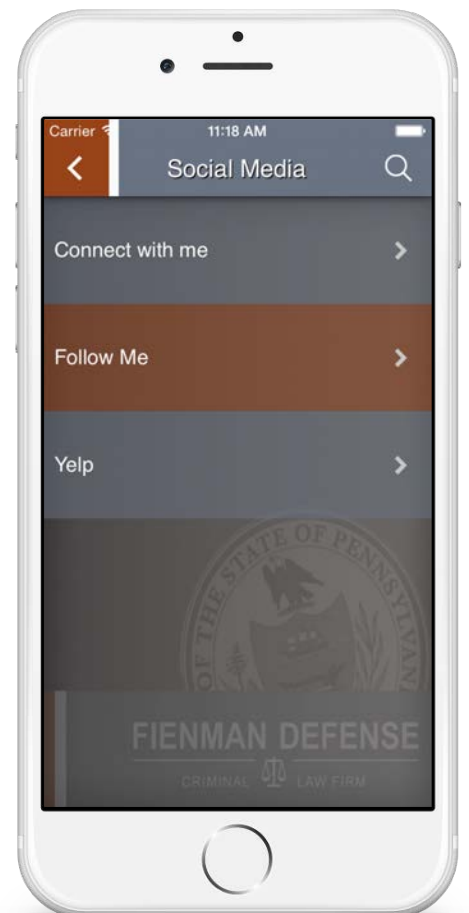 Carrier
11:18 AM
Social Media
Connect with me
Follow Me
Yelp
OF THE STATE OF PENNSYLVAN
FIENMAN DEFENSE
CRIMINAL LAW FIRM